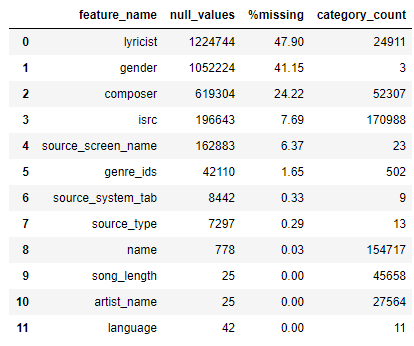 feature_name null_values %missing category_count
0 lyricist 1224744 47.90 24911
1 gender 1052224 41.15 3
2 composer 619304 24.22 52307
3 isrc 196643 7.69 170988
4 source_screen_name 162883 6.37 23
5 genre_ids 42110 1.65 502
6 source_system_tab 8442 0.33 9
7 source_type 7297 0.29 13
8 name 778 0.03 154717
9 song_length 25 0.00 45658
10 artist_name 25 0.00 27564
11 language 42 0.00 11